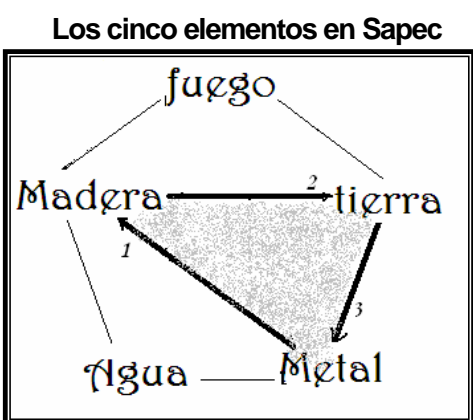 Los cinco elementos en Sapec
fuego
Madera 2 tierra
1
3
Agua Metal